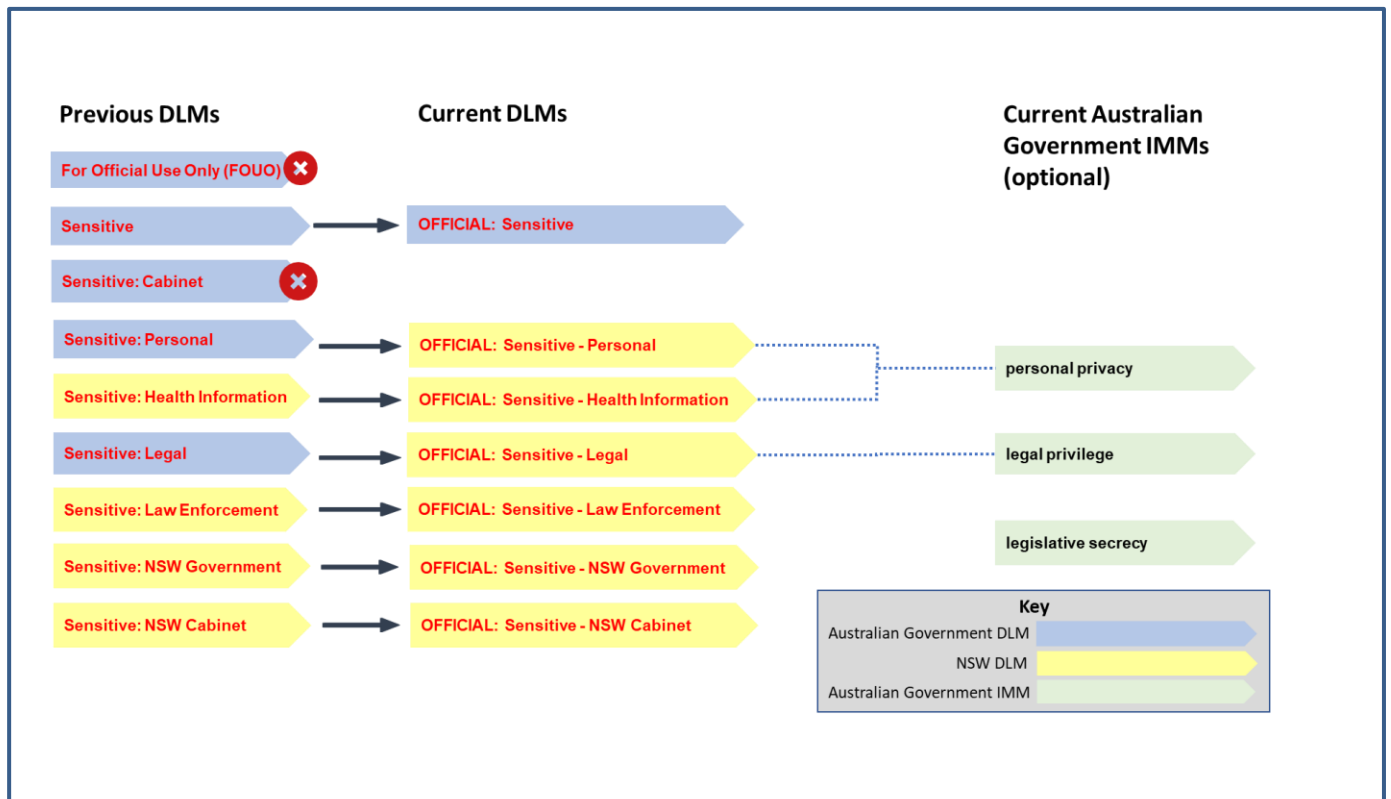 Previous DLMs
Current DLMs
Current Australian
Government IMMs
(optional)
For Official Use Only (FOUO)
Sensitive
OFFICIAL: Sensitive
Sensitive: Cabinet
Sensitive: Personal
OFFICIAL: Sensitive - Personal
personal privacy
Sensitive: Health Information
OFFICIAL: Sensitive - Health Information
Sensitive: Legal
OFFICIAL: Sensitive - Legal
legal privilege
Sensitive: Law Enforcement
OFFICIAL: Sensitive - Law Enforcement
legislative secrecy
Sensitive: NSW Government
OFFICIAL: Sensitive - NSW Government
Sensitive: NSW Cabinet
OFFICIAL: Sensitive - NSW Cabinet
Key
Australian Government DLM
NSW DLM
Australian Government IMM